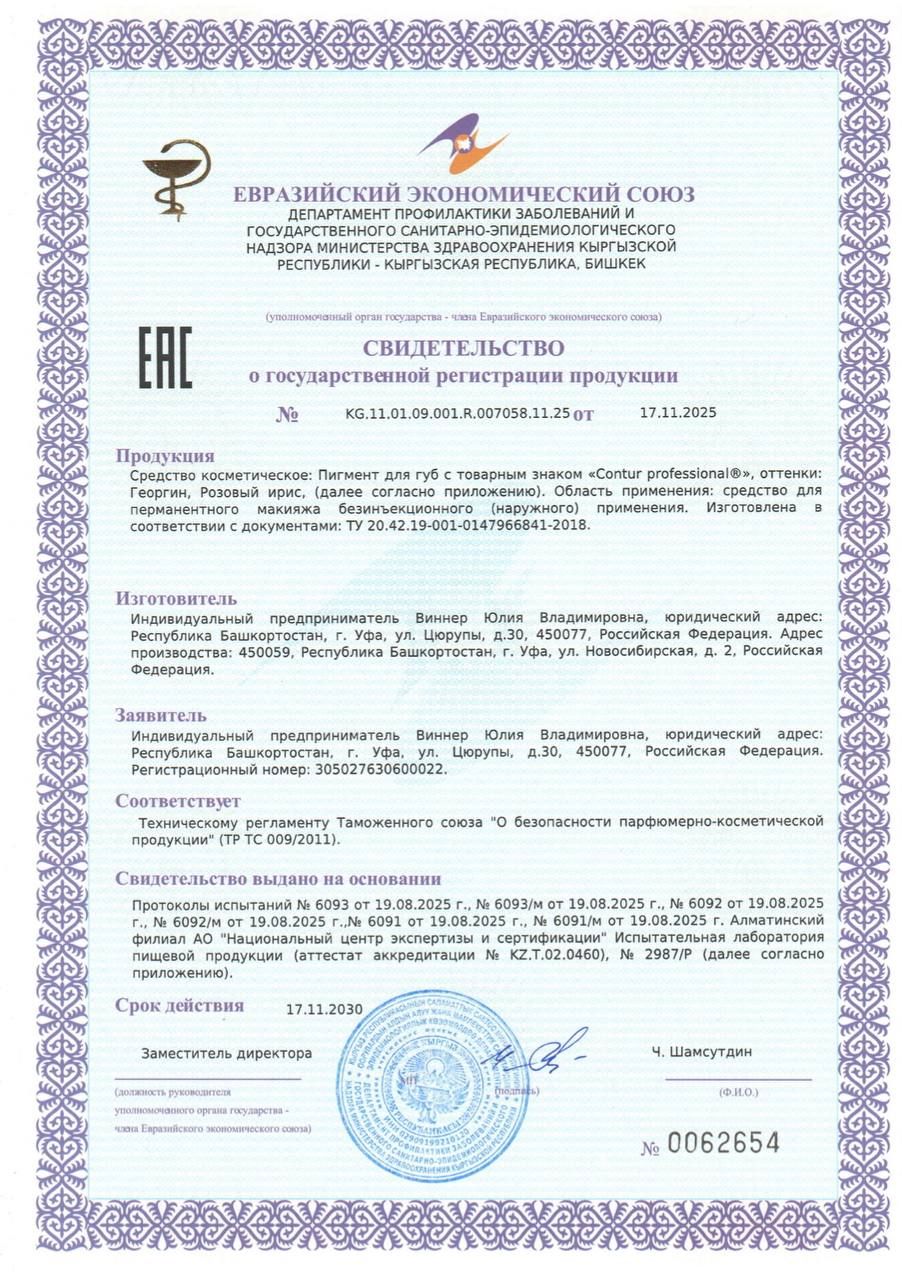 ЕВРАЗИЙСКИЙ ЭКОНОМИЧЕСКИЙ СОЮЗ
ДЕПАРТАМЕНТ ПРОФИЛАКТИКИ ЗАБОЛЕВАНИЙ И
ГОСУДАРСТВЕННОГО САНИТАРНО-ЭПИДЕМИОЛОГИЧЕСКОГО
НАДЗОРА МИНИСТЕРСТВА ЗДРАВООХРАНЕНИЯ КЫРГЫЗСКОЙ
РЕСПУБЛИКИ - КЫРГЫЗСКАЯ РЕСПУБЛИКА, БИШКЕК
(уполномоченный орган государства - члена Евразийского экономического союза)
ЕАС
СВИДЕТЕЛЬСТВО
о государственной регистрации продукции
№ KG.11.01.09.001.R.007058.11.25 от 17.11.2025
Продукция
Средство косметическое: Пигмент для губ с товарным знаком «Contur professional®», оттенки:
Георгин, Розовый ирис, (далее согласно приложению). Область применения: средство для
перманентного макияжа безинъекционного (наружного) применения. Изготовлена в
соответствии с документами: ТУ 20.42.19-001-0147966841-2018.
Изготовитель
Индивидуальный предприниматель Виннер Юлия Владимировна, юридический адрес:
Республика Башкортостан, г. Уфа, ул. Цюрупы, д.30, 450077, Российская Федерация. Адрес
производства: 450059, Республика Башкортостан, г. Уфа, ул. Новосибирская, д. 2, Российская
Федерация.
Заявитель
Индивидуальный предприниматель Виннер Юлия Владимировна, юридический адрес:
Республика Башкортостан, г. Уфа, ул. Цюрупы, д.30, 450077, Российская Федерация.
Регистрационный номер: 305027630600022.
Соответствует
Техническому регламенту Таможенного союза "О безопасности парфюмерно-косметической
продукции" (ТР ТС 009/2011).
Свидетельство выдано на основании
Протоколы испытаний № 6093 от 19.08.2025 г., № 6093/м от 19.08.2025 г., № 6092 от 19.08.2025
г., № 6092/м от 19.08.2025 г.,№ 6091 от 19.08.2025 г., № 6091/м от 19.08.2025 г. Алматинский
филиал АО "Национальный центр экспертизы и сертификации" Испытательная лаборатория
пищевой продукции (аттестат аккредитации № KZ.T.02.0460), № 2987/Р (далее согласно
приложению).
Срок действия 17.11.2030
Заместитель директора Ч. Шамсутдин
(должность руководителя
уполномоченного органа государства -
члена Евразийского экономического союза)
(подпись)
(Ф.И.О.)
№ 0062654